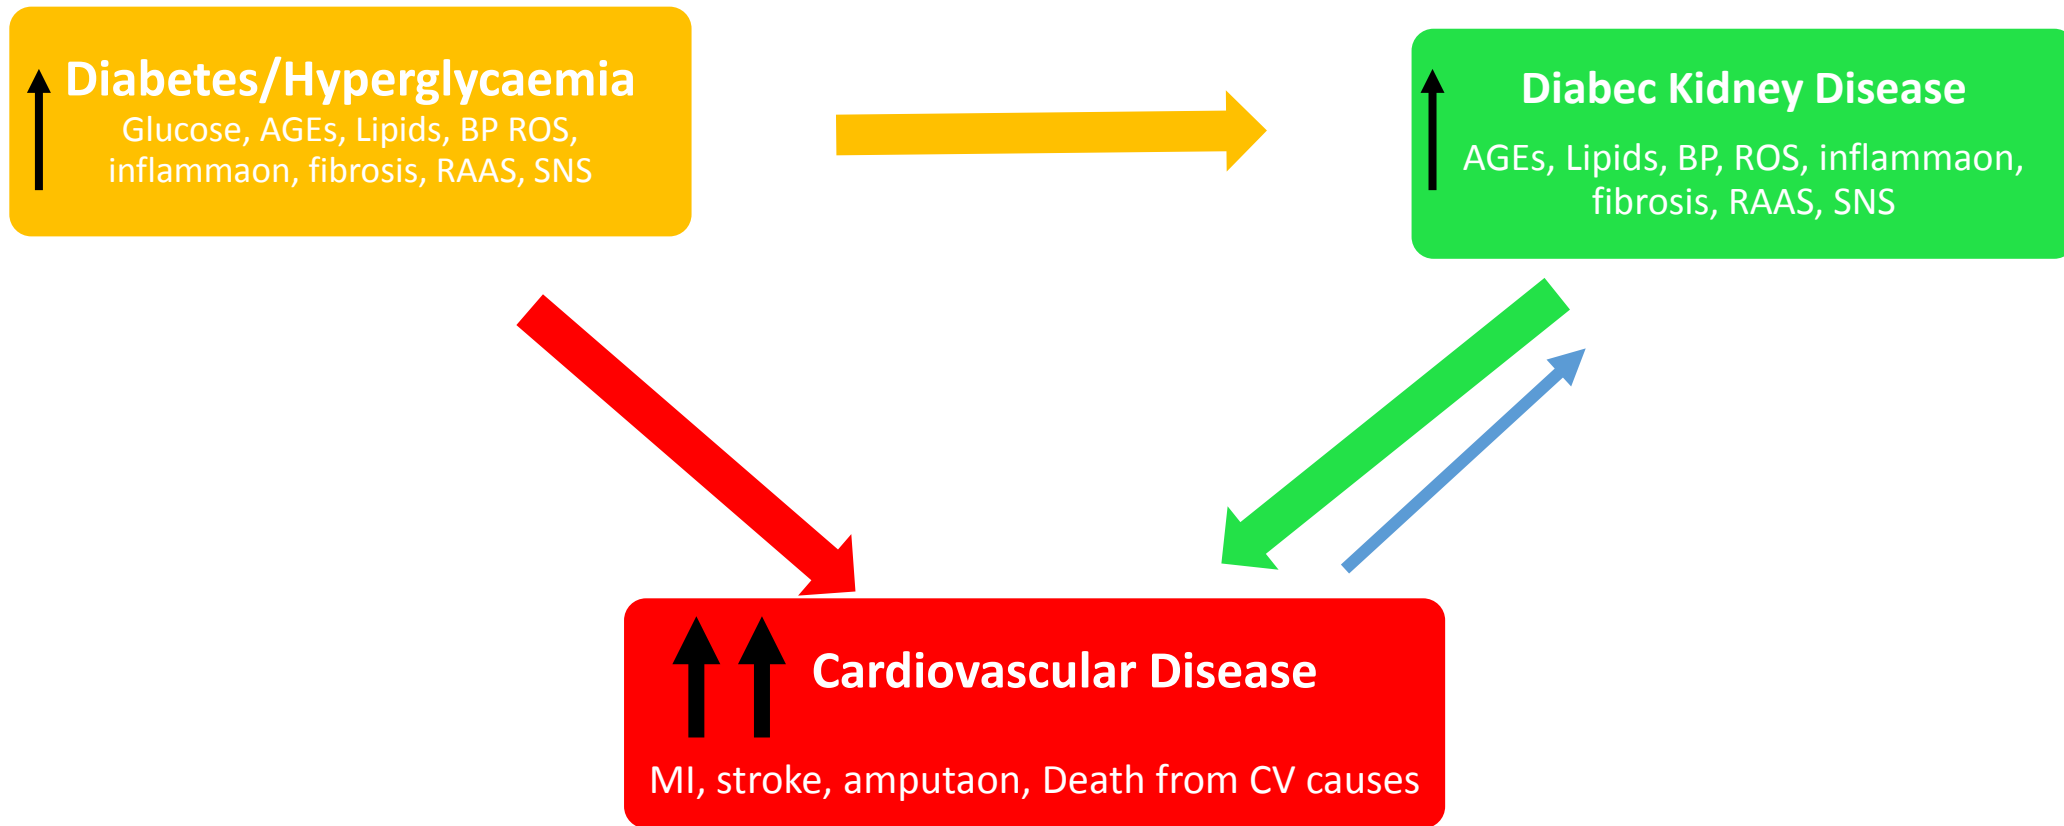 Diabetes/Hyperglycaemia
Glucose, AGEs, Lipids, BP ROS,
inflammaon, fibrosis, RAAS, SNS
Diabec Kidney Disease
AGEs, Lipids, BP, ROS, inflammaon,
fibrosis, RAAS, SNS
Cardiovascular Disease
MI, stroke, amputaon, Death from CV causes